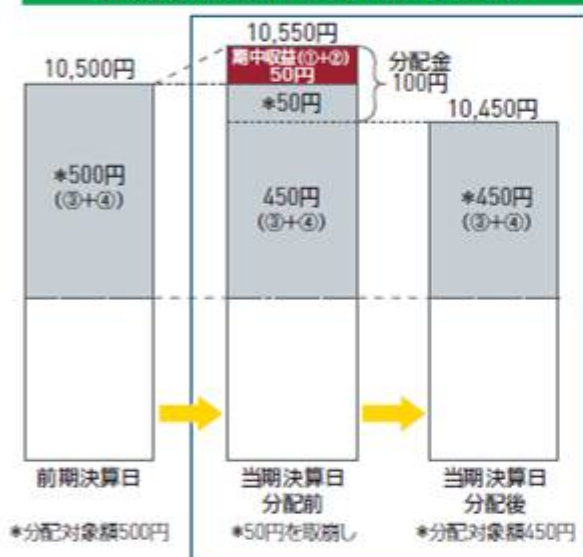 10,500円
*500円
(③+④)
前期決算日
*分配対象額500円
10,550円
期中収益(①+②)
50円
*50円
450円
(③+④)
当期決算日
分配前
*50円を取崩し
分配金
100円
10,450円
*450円
(③+④)
当期決算日
分配後
*分配対象額450円